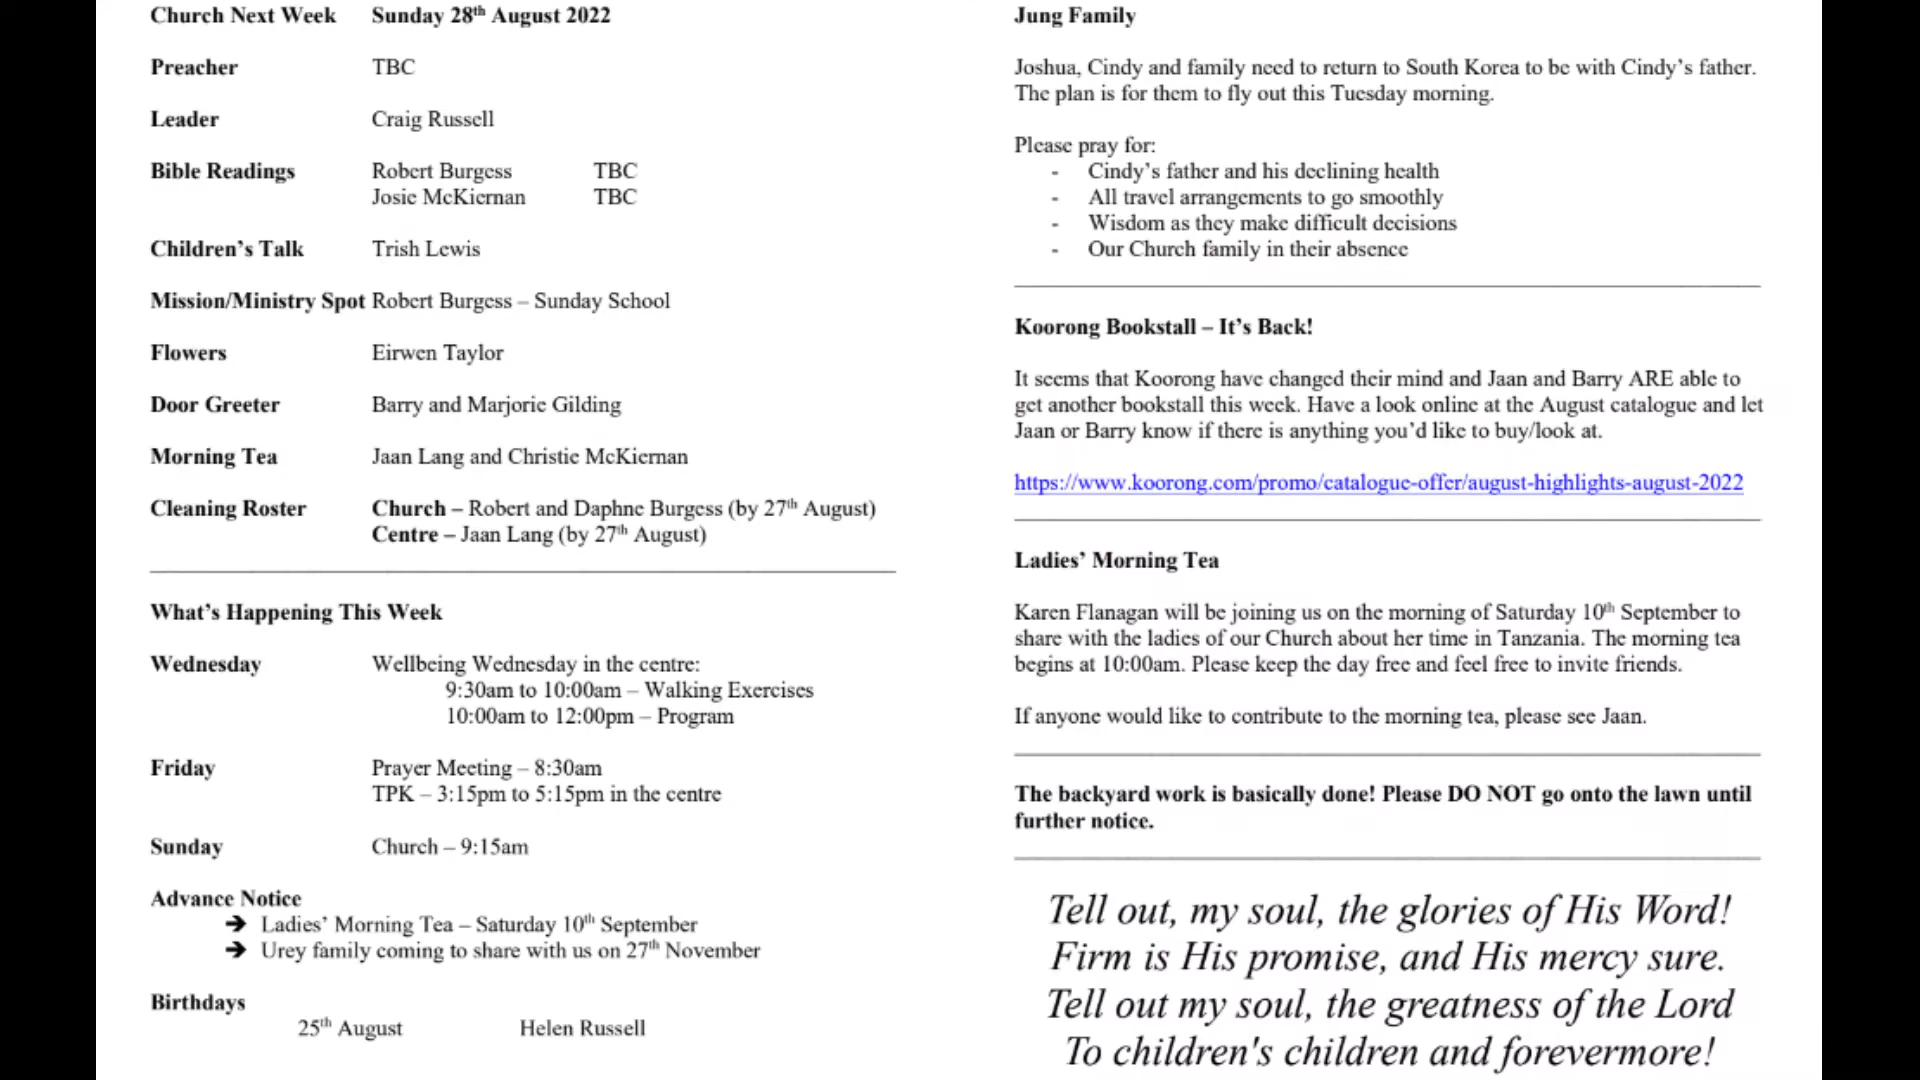 Church Next Week Sunday 28th August 2022
Preacher TBC
Leader Craig Russell
Bible Readings Robert Burgess TBC
Josie McKiernan TBC
Children's Talk Trish Lewis
Mission/Ministry Spot Robert Burgess – Sunday School
Flowers Eirwen Taylor
Door Greeter Barry and Marjorie Gilding
Morning Tea Jaan Lang and Christie McKiernan
Cleaning Roster Church – Robert and Daphne Burgess (by 27th August)
Centre – Jaan Lang (by 27th August)
What's Happening This Week
Wednesday Wellbeing Wednesday in the centre:
9:30am to 10:00am – Walking Exercises
10:00am to 12:00pm – Program
Friday Prayer Meeting – 8:30am
TPK – 3:15pm to 5:15pm in the centre
Sunday Church – 9:15am
Advance Notice
➔ Ladies' Morning Tea – Saturday 10th September
➔ Urey family coming to share with us on 27th November
Birthdays
25th August Helen Russell
Jung Family
Joshua, Cindy and family need to return to South Korea to be with Cindy's father.
The plan is for them to fly out this Tuesday morning.
Please pray for:
- Cindy's father and his declining health
- All travel arrangements to go smoothly
- Wisdom as they make difficult decisions
- Our Church family in their absence
Koorong Bookstall – It's Back!
It seems that Koorong have changed their mind and Jaan and Barry ARE able to
get another bookstall this week. Have a look online at the August catalogue and let
Jaan or Barry know if there is anything you'd like to buy/look at.
https://www.koorong.com/promo/catalogue-offer/august-highlights-august-2022
Ladies' Morning Tea
Karen Flanagan will be joining us on the morning of Saturday 10th September to
share with the ladies of our Church about her time in Tanzania. The morning tea
begins at 10:00am. Please keep the day free and feel free to invite friends.
If anyone would like to contribute to the morning tea, please see Jaan.
The backyard work is basically done! Please DO NOT go onto the lawn until
further notice.
Tell out, my soul, the glories of His Word!
Firm is His promise, and His mercy sure.
Tell out my soul, the greatness of the Lord
To children's children and forevermore!